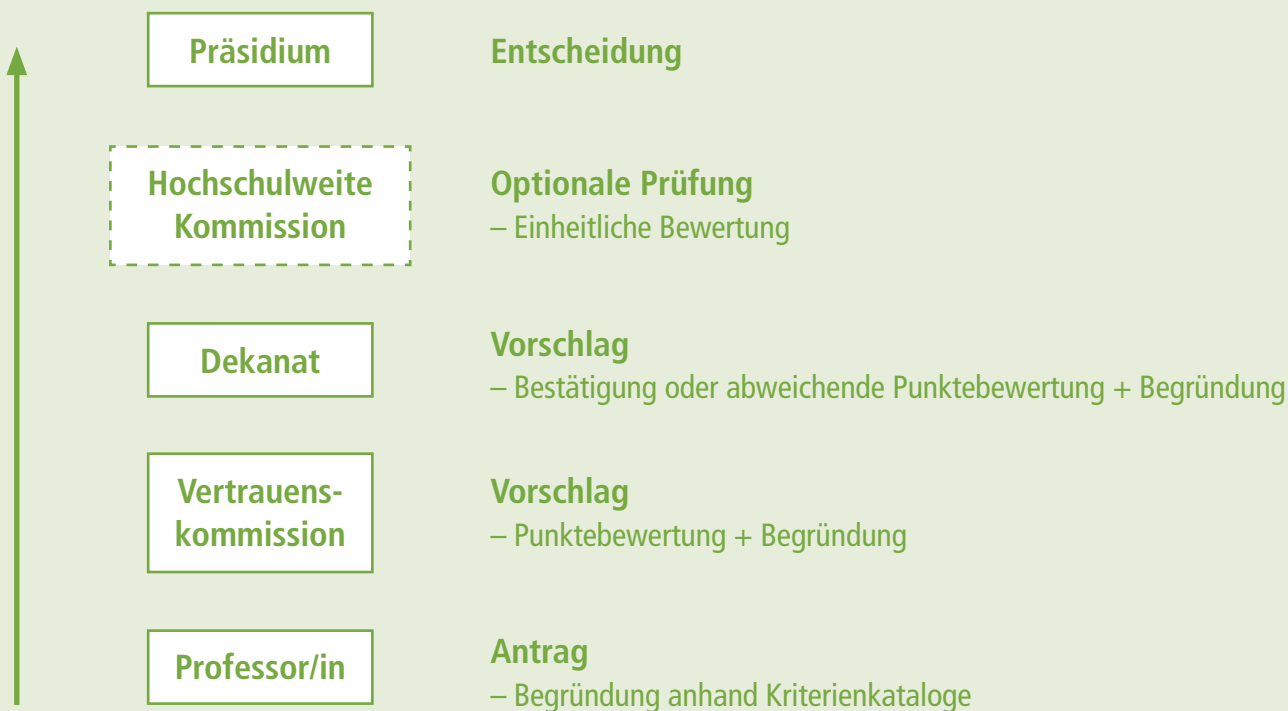 Präsidium
Entscheidung
Hochschulweite
Kommission
Optionale Prüfung
– Einheitliche Bewertung
Dekanat
Vorschlag
– Bestätigung oder abweichende Punktebewertung + Begründung
Vertrauens-
kommission
Vorschlag
– Punktebewertung + Begründung
Professor/in
Antrag
– Begründung anhand Kriterienkataloge